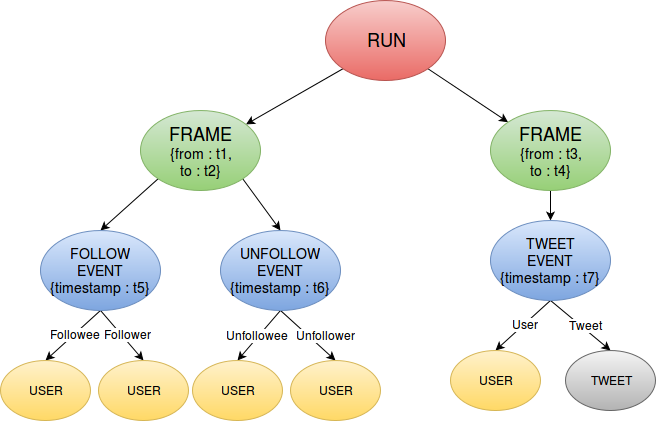 RUN
FRAME
{from : t1,
to : t2}
FRAME
{from : t3,
to : t4}
FOLLOW
EVENT
{timestamp : t5}
UNFOLLOW
EVENT
{timestamp : t6}
TWEET
EVENT
{timestamp : t7}
Followee
Follower
Unfollowee
Unfollower
User
Tweet
USER
USER
USER
USER
USER
TWEET